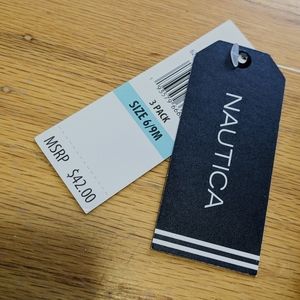 3 PACK
SIZE 6/9M
MSRP $42.00
NAUTICA